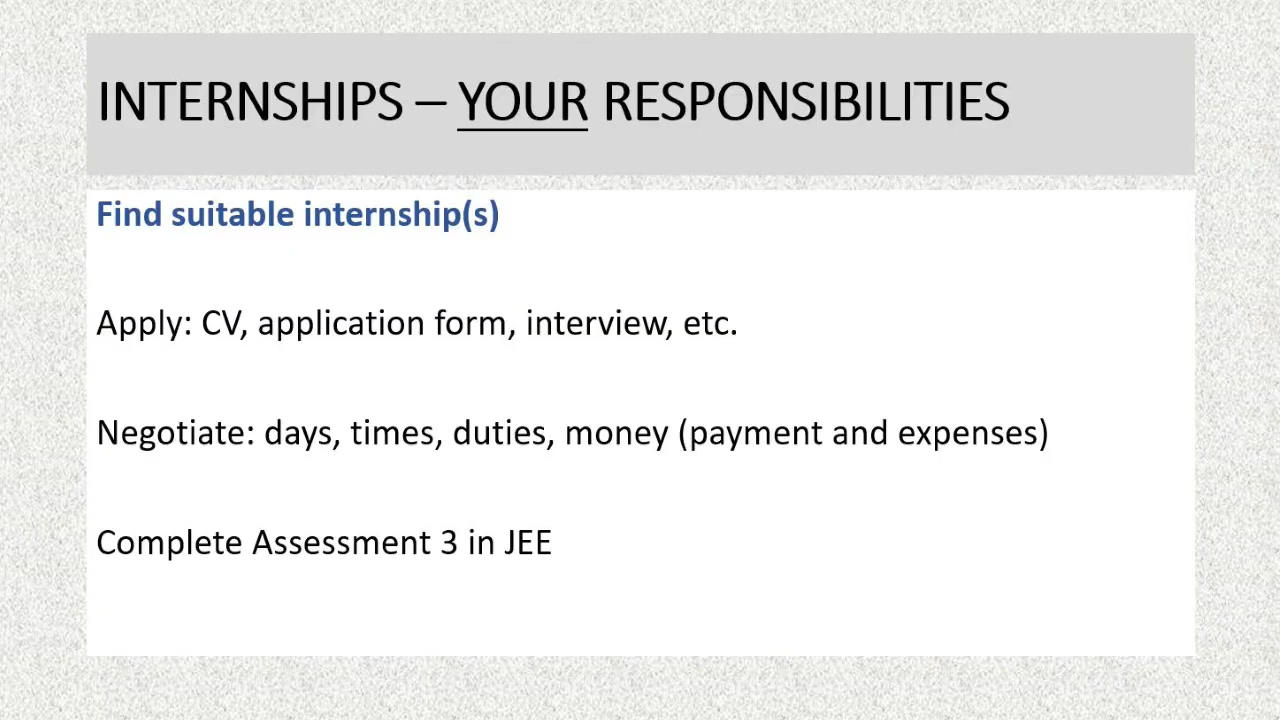 INTERNSHIPS – YOUR RESPONSIBILITIES
Find suitable internship(s)
Apply: CV, application form, interview, etc.
Negotiate: days, times, duties, money (payment and expenses)
Complete Assessment 3 in JEE